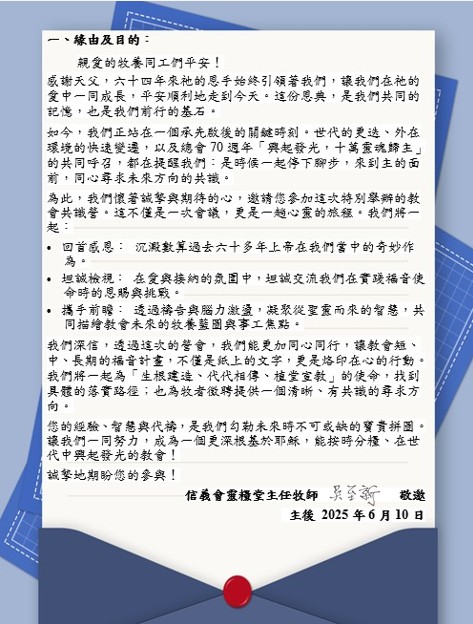 一、緣由及目的：
親愛的牧養同工們平安！
感謝天父，六十四年來祂的恩手始終引領著我們，讓我們在祂的
愛中一同成長，平安順利地走到今天。這份恩典，是我們共同的
記憶，也是我們前行的基石。
如今，我們正站在一個承先啟後的關鍵時刻。世代的更迭、外在
環境的快速變遷，以及總會 70 週年「興起發光，十萬靈魂歸主」
的共同呼召，都在提醒我們：是時候一起停下腳步，來到主的面
前，同心尋求未來方向的共識。
為此，我們懷著誠摯與期待的心，邀請您參加這次特別舉辦的教
會共識營。這不僅是一次會議，更是一趟心靈的旅程。我們將一
起：
• 回首感恩： 沉澱數算過去六十多年上帝在我們當中的奇妙作
為。
• 坦誠檢視： 在愛與接納的氛圍中，坦誠交流我們在實踐福音使
命時的恩賜與挑戰。
• 攜手前瞻： 透過禱告與腦力激盪，凝聚從聖靈而來的智慧，共
同描繪教會未來的牧養藍圖與事工焦點。
我們深信，透過這次的營會，我們能更加同心同行，讓教會短、
中、長期的福音計畫，不僅是紙上的文字，更是烙印在心的行動。
我們將一起為「生根建造、代代相傳、植堂宣教」的使命，找到
具體的落實路徑；也為牧者徵聘提供一個清晰、有共識的尋求方
向。
您的經驗、智慧與代禱，是我們勾勒未來時不可或缺的寶貴拼圖。
讓我們一同努力，成為一個更深根基於耶穌，能按時分糧、在世
代中興起發光的教會！
誠摯地期盼您的參與！
信義會靈糧堂主任牧師 吳至新 敬邀
主後 2025 年 6 月 10 日